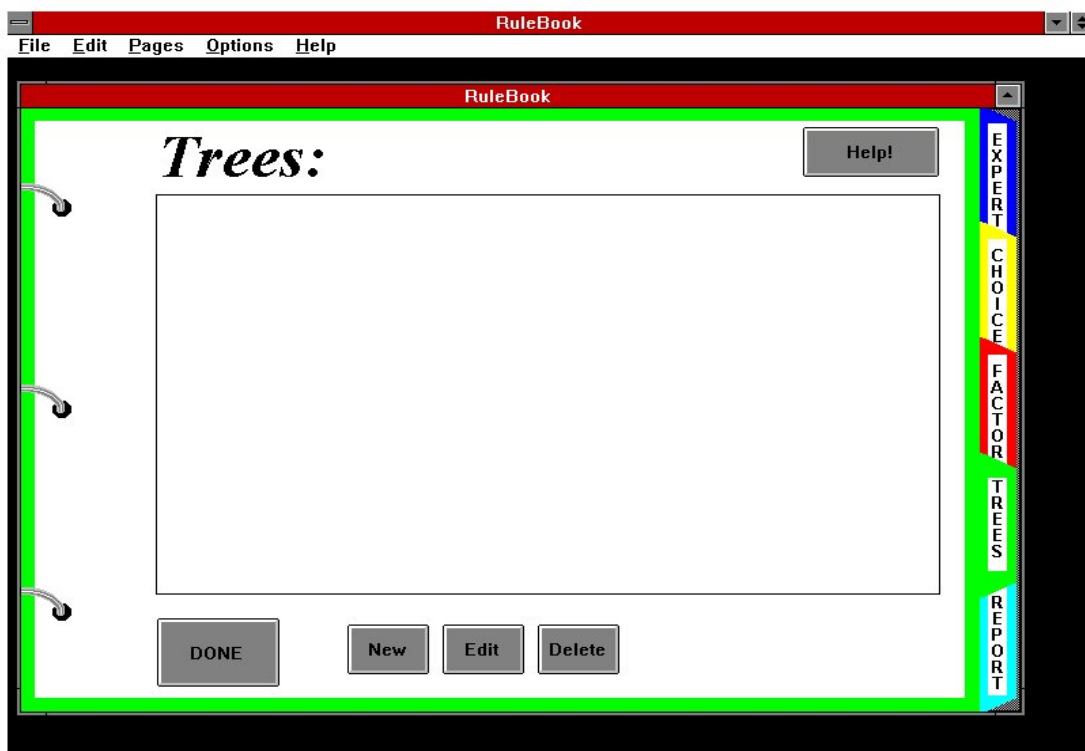 RuleBook
File Edit Pages Options Help
RuleBook
Trees:
Help!
EXPERT
CHOICE
FACTOR
TREES
REPORT
DONE
New
Edit
Delete